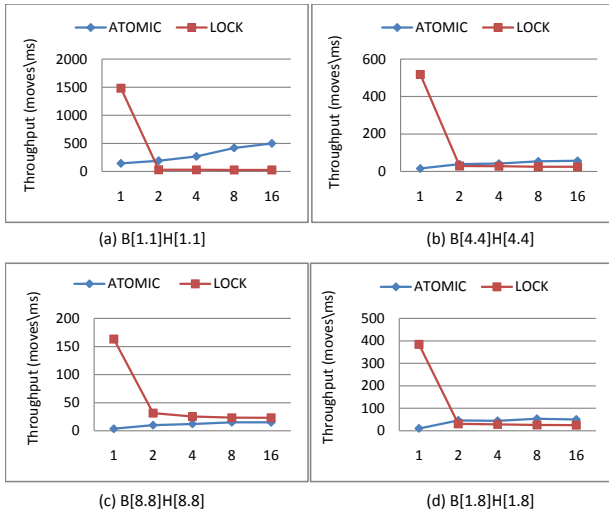 ATOMIC LOCK
Throughput (moves\ms)
2000
1500
1000
500
0
1 2 4 8 16
(a) B[1.1]H[1.1]
ATOMIC LOCK
Throughput (moves\ms)
600
400
200
0
1 2 4 8 16
(b) B[4.4]H[4.4]
ATOMIC LOCK
Throughput (moves\ms)
200
150
100
50
0
1 2 4 8 16
(c) B[8.8]H[8.8]
ATOMIC LOCK
Throughput (moves\ms)
500
400
300
200
100
0
1 2 4 8 16
(d) B[1.8]H[1.8]